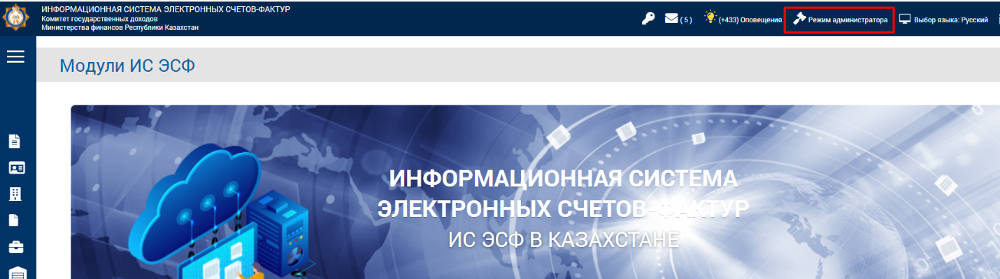 ИНФОРМАЦИОННАЯ СИСТЕМА ЭЛЕКТРОННЫХ СЧЕТОВ-ФАКТУР
Комитет государственных доходов
Министерства финансов Республики Казахстан
( 5 )
(+433) Оповещения
Режим администратора
Выбор языка: Русский
Модули ИС ЭСФ
ИНФОРМАЦИОННАЯ СИСТЕМА
ЭЛЕКТРОННЫХ СЧЕТОВ-ФАКТУР
ИС ЭСФ В КАЗАХСТАНЕ